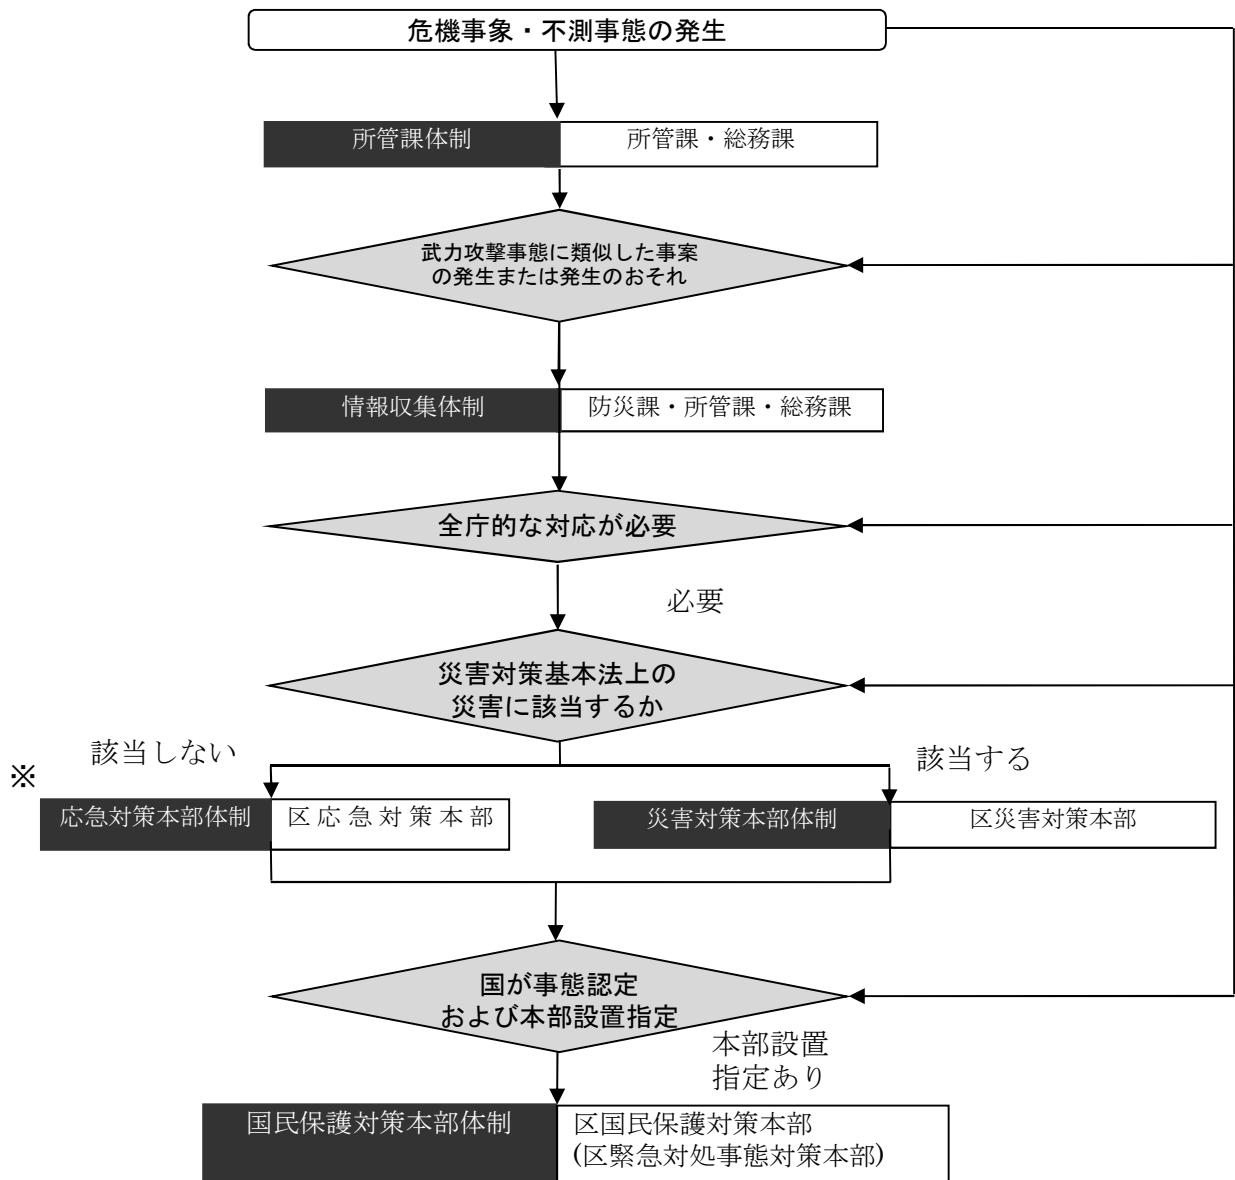 危機事象・不測事態の発生
所管課体制
所管課・総務課
武力攻撃事態に類似した事案
の発生または発生のおそれ
情報収集体制
防災課・所管課・総務課
全庁的な対応が必要
必要
災害対策基本法上の
災害に該当するか
該当しない
該当する
※
応急対策本部体制
区応急対策本部
災害対策本部体制
区災害対策本部
国が事態認定
および本部設置指定
本部設置
指定あり
国民保護対策本部体制
区国民保護対策本部
(区緊急対処事態対策本部)